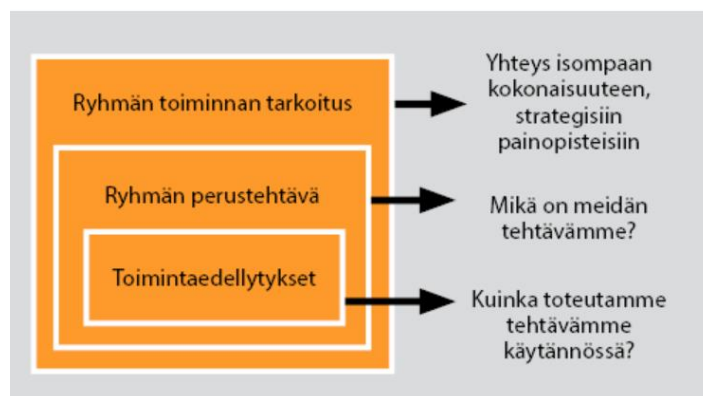 Ryhmän toiminnan tarkoitus
Yhteys isompaan
kokonaisuuteen,
strategisiin
painopisteisiin
Ryhmän perustehtävä
Mikä on meidän
tehtävämme?
Toimintaedellytykset
Kuinka toteutamme
tehtävämme
käytännössä?